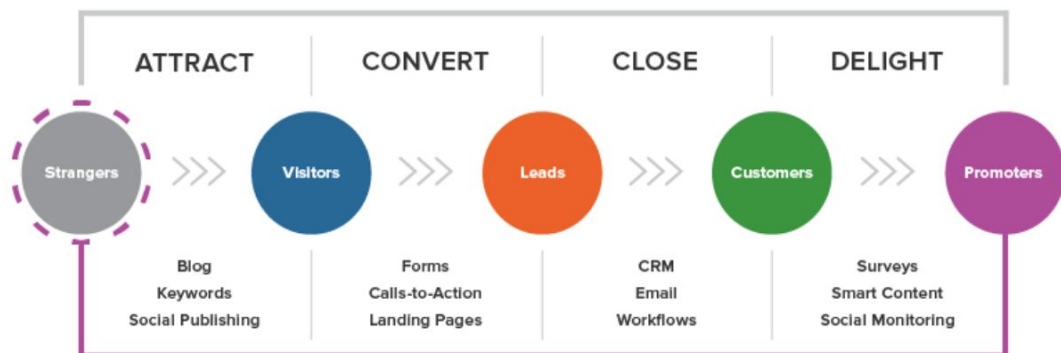 ATTRACT
CONVERT
CLOSE
DELIGHT
Strangers
Visitors
Leads
Customers
Promoters
Blog
Keywords
Social Publishing
Forms
Calls-to-Action
Landing Pages
CRM
Email
Workflows
Surveys
Smart Content
Social Monitoring